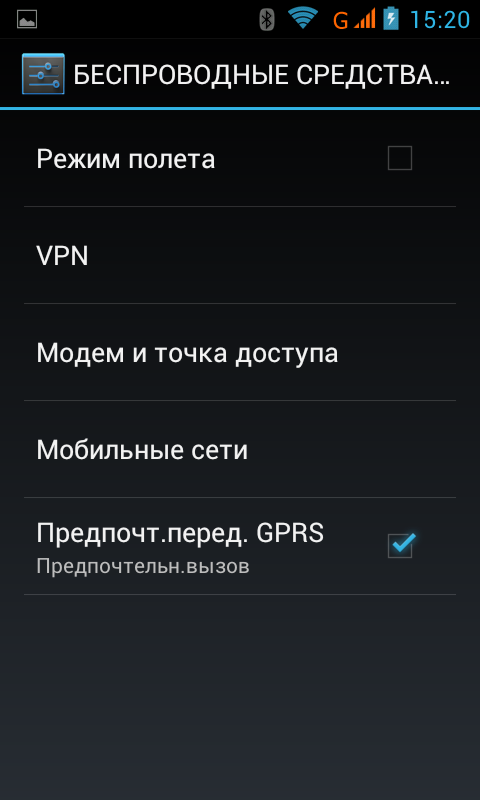 G 15:20
БЕСПРОВОДНЫЕ СРЕДСТВА...
Режим полета
VPN
Модем и точка доступа
Мобильные сети
Предпочт.перед. GPRS
Предпочтельн.вызов